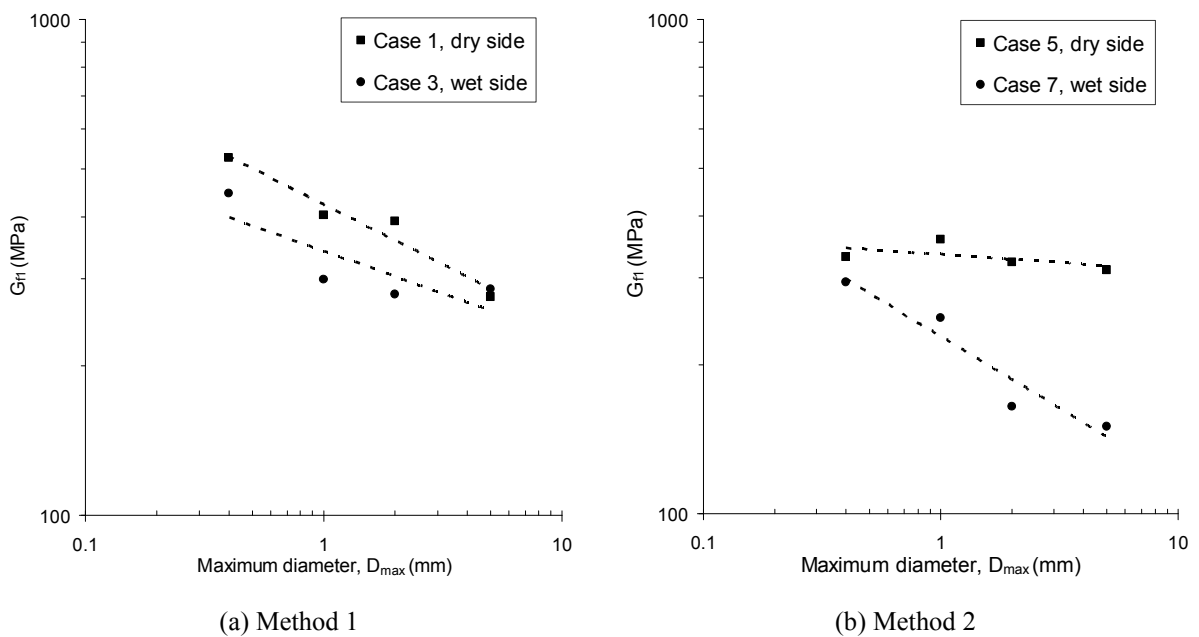 1000
Case 1, dry side
Case 3, wet side
Gf1 (MPa)
100
0.1
1
10
Maximum diameter, Dmax (mm)
(a) Method 1
1000
Case 5, dry side
Case 7, wet side
Gf1 (MPa)
100
0.1
1
10
Maximum diameter, Dmax (mm)
(b) Method 2